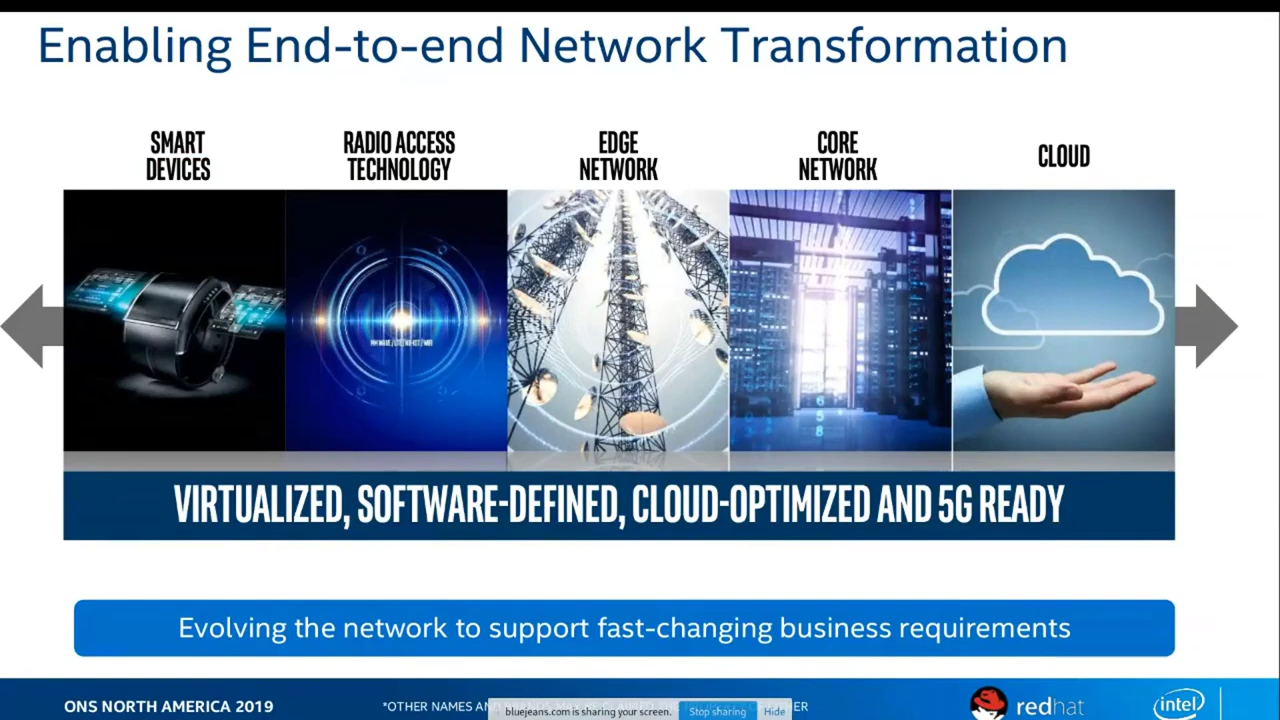 Enabling End-to-end Network Transformation
SMART
DEVICES
RADIO ACCESS
TECHNOLOGY
EDGE
NETWORK
CORE
NETWORK
CLOUD
VIRTUALIZED, SOFTWARE-DEFINED, CLOUD-OPTIMIZED AND 5G READY
Evolving the network to support fast-changing business requirements
ONS NORTH AMERICA 2019
*OTHER NAMES AN
bluejeans.com is sharing your screen.
Stop sharing
Hide
redhat
intel